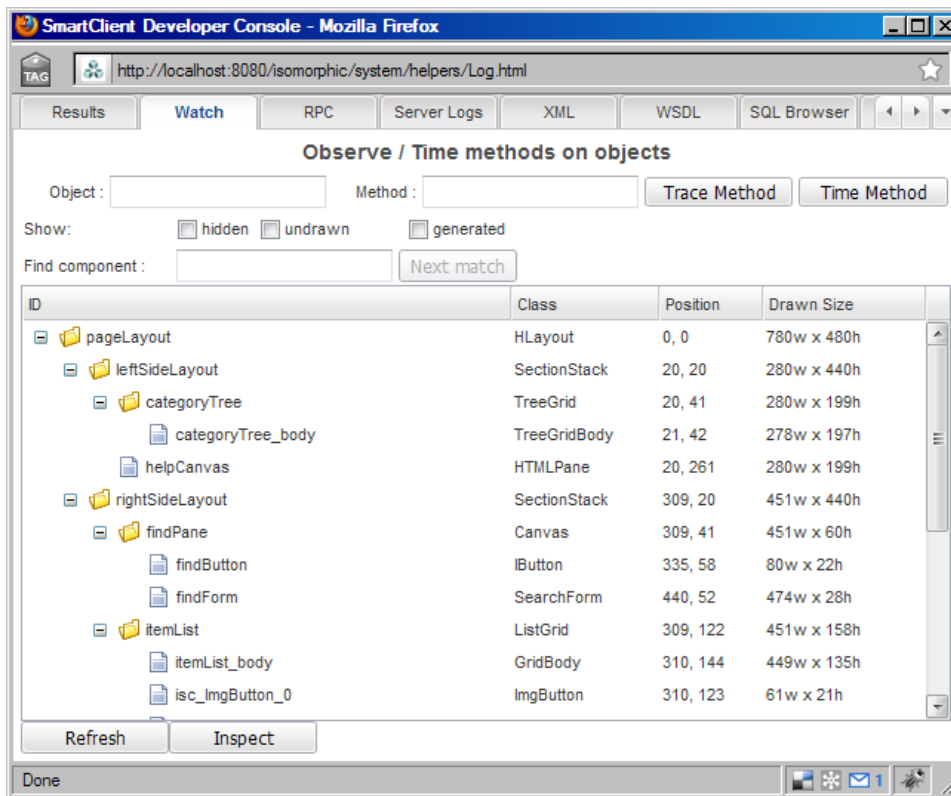 SmartClient Developer Console - Mozilla Firefox
TAG http://localhost:8080/isomorphic/system/helpers/Log.html
Results Watch RPC Server Logs XML WSDL SQL Browser
Observe / Time methods on objects
Object : Method : Trace Method Time Method
Show: hidden undrawn generated
Find component : Next match
ID Class Position Drawn Size
pageLayout HLayout 0, 0 780w x 480h
leftSideLayout SectionStack 20, 20 280w x 440h
categoryTree TreeGrid 20, 41 280w x 199h
categoryTree_body TreeGridBody 21, 42 278w x 197h
helpCanvas HTMLPane 20, 261 280w x 199h
rightSideLayout SectionStack 309, 20 451w x 440h
findPane Canvas 309, 41 451w x 60h
findButton IButton 335, 58 80w x 22h
findForm SearchForm 440, 52 474w x 28h
itemList ListGrid 309, 122 451w x 158h
itemList_body GridBody 310, 144 449w x 135h
isc_ImgButton_0 ImgButton 310, 123 61w x 21h
Refresh Inspect
Done 1